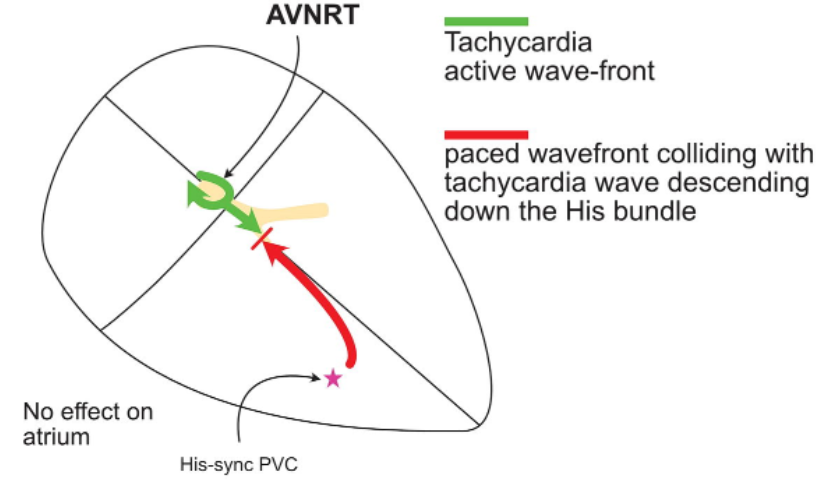 AVNRT
Tachycardia
active wave-front
paced wavefront colliding with
tachycardia wave descending
down the His bundle
No effect on
atrium
His-sync PVC